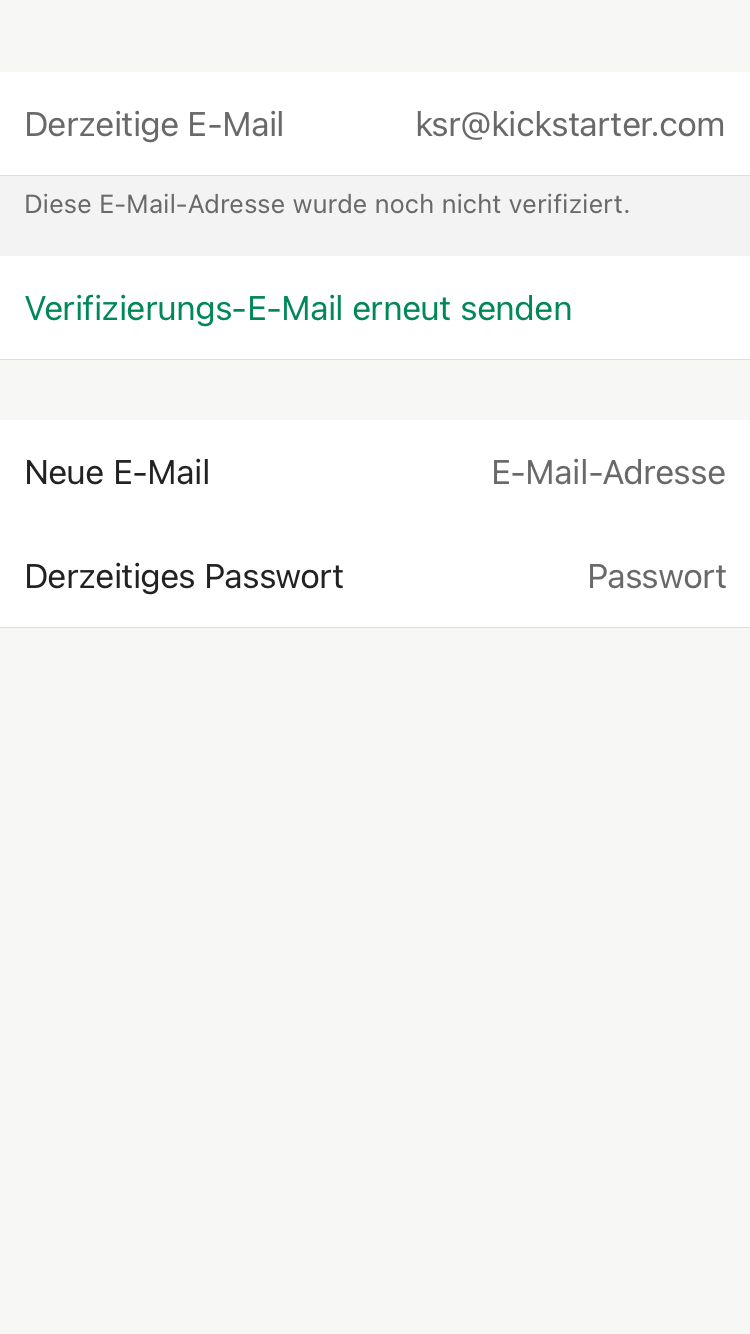 Derzeitige E-Mail ksr@kickstarter.com
Diese E-Mail-Adresse wurde noch nicht verifiziert.
Verifizierungs-E-Mail erneut senden
Neue E-Mail E-Mail-Adresse
Derzeitiges Passwort Passwort